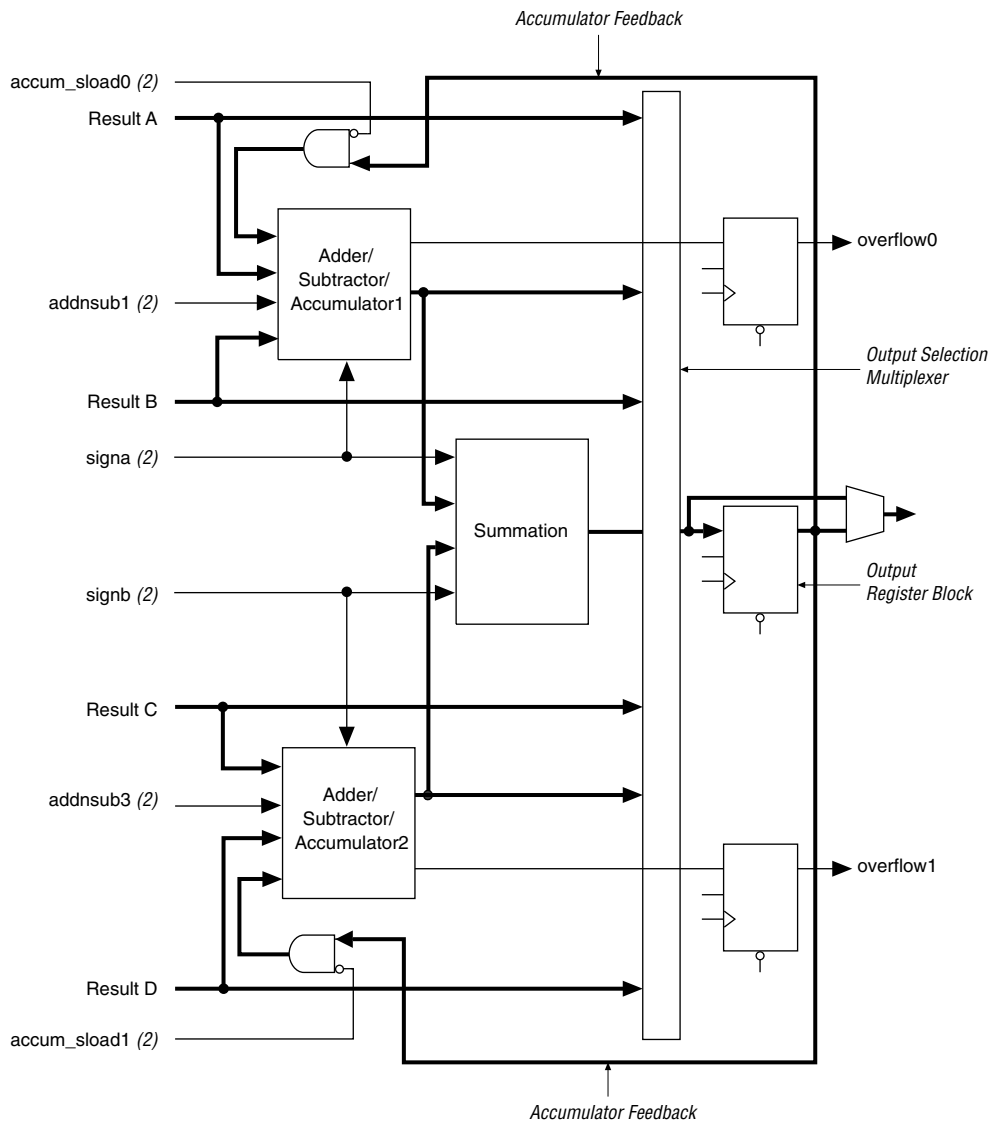 Accumulator Feedback
accum_sload0 (2)
Result A
overflow0
Adder/
Subtractor/
Accumulator1
addnsub1 (2)
Output Selection
Multiplexer
Result B
signa (2)
Summation
Output
Register Block
signb (2)
Result C
Adder/
Subtractor/
Accumulator2
addnsub3 (2)
overflow1
Result D
accum_sload1 (2)
Accumulator Feedback